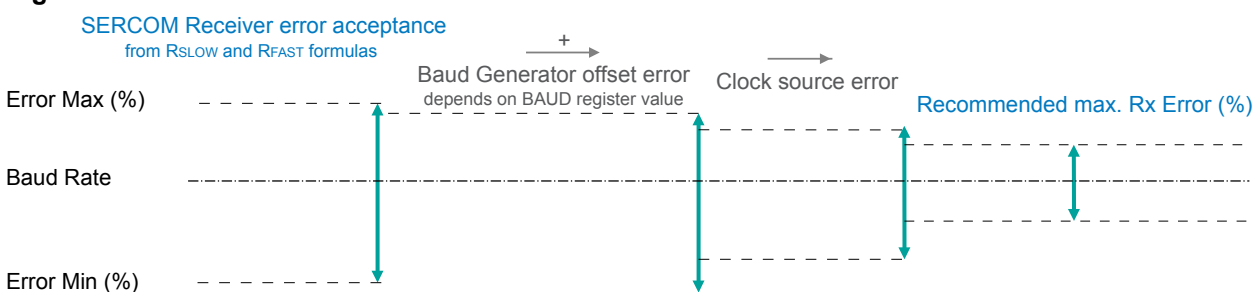 SERCOM Receiver error acceptance
from RSLOW and RFAST formulas
+
Baud Generator offset error
depends on BAUD register value
Clock source error
Error Max (%)
Recommended max. Rx Error (%)
Baud Rate
Error Min (%)